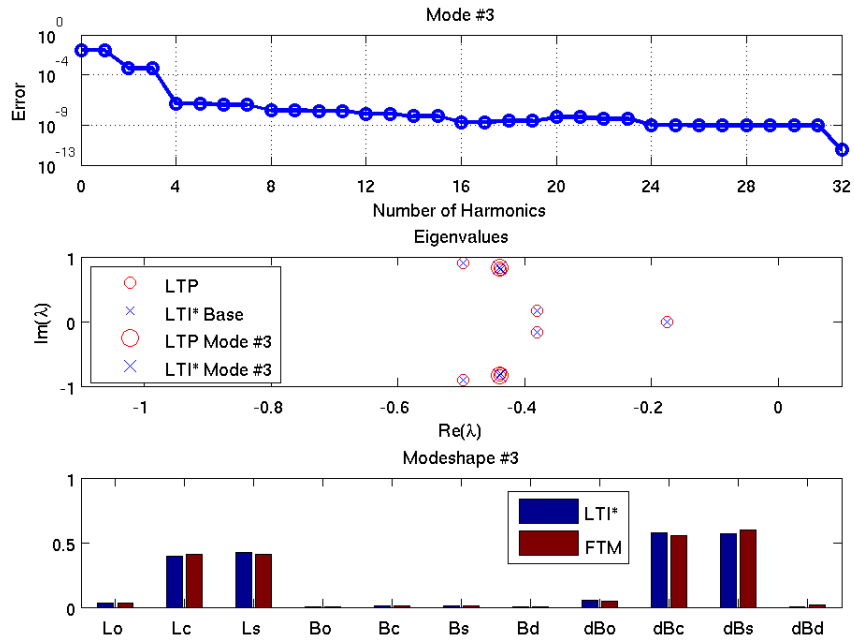 Mode #3
10^0
10^-4
10^-9
10^-13
Error
0 4 8 12 16 20 24 28 32
Number of Harmonics
Eigenvalues
1
0
-1
Im(λ)
LTP
LTI* Base
LTP Mode #3
LTI* Mode #3
-1 -0.8 -0.6 -0.4 -0.2 0
Re(λ)
Modeshape #3
1
0.5
0
LTI*
FTM
Lo Lc Ls Bo Bc Bs Bd dBo dBc dBs dBd